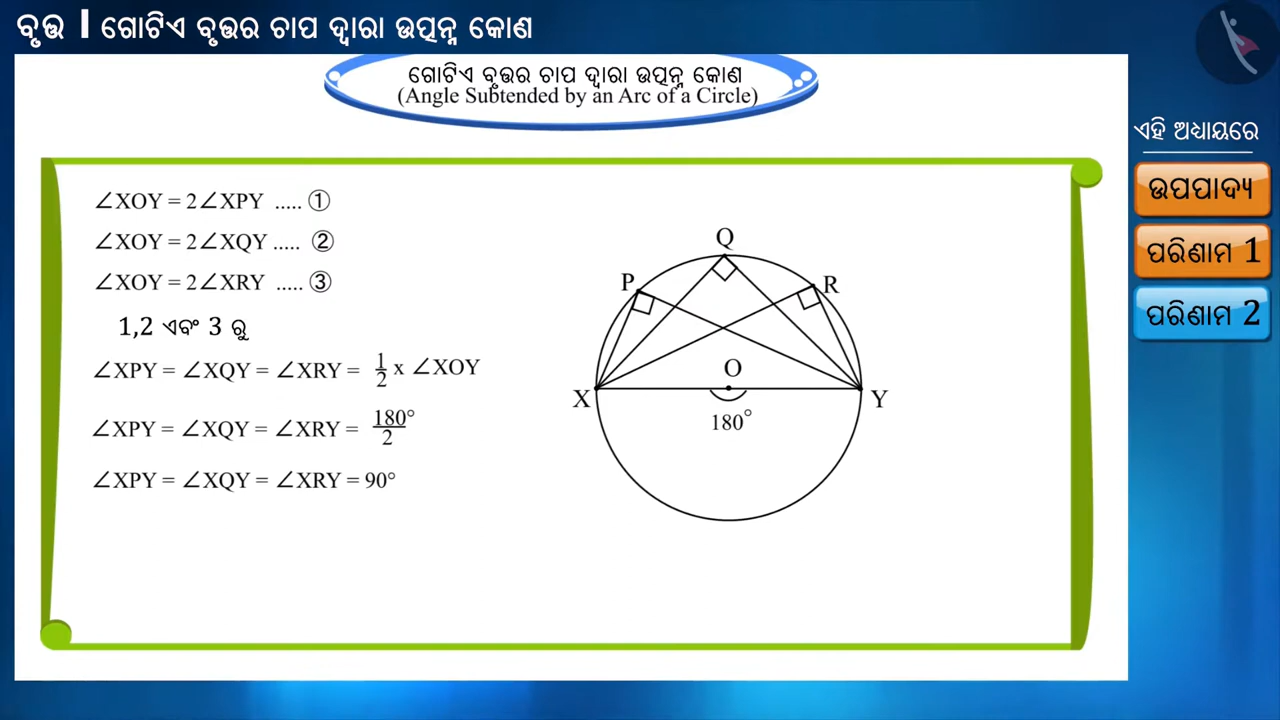 ବୃତ୍ତ । ଗୋଟିଏ ବୃତ୍ତର ଚାପ ଦ୍ୱାରା ଉତ୍ପନ୍ନ କୋଣ
ଗୋଟିଏ ବୃତ୍ତର ଚାପ ଦ୍ୱାରା ଉତ୍ପନ୍ନ କୋଣ
(Angle Subtended by an Arc of a Circle)
∠XOY = 2∠XPY ..... ①
∠XOY = 2∠XQY ..... ②
∠XOY = 2∠XRY ..... ③
1,2 ଏବଂ 3 ରୁ
∠XPY = ∠XQY = ∠XRY = 1/2 x ∠XOY
∠XPY = ∠XQY = ∠XRY = 180°/2
∠XPY = ∠XQY = ∠XRY = 90°
Q
P
R
O
X
Y
180°
ଏହି ଅଧ୍ୟାୟରେ
ଉପପାଦ୍ୟ
ପରିଣାମ 1
ପରିଣାମ 2